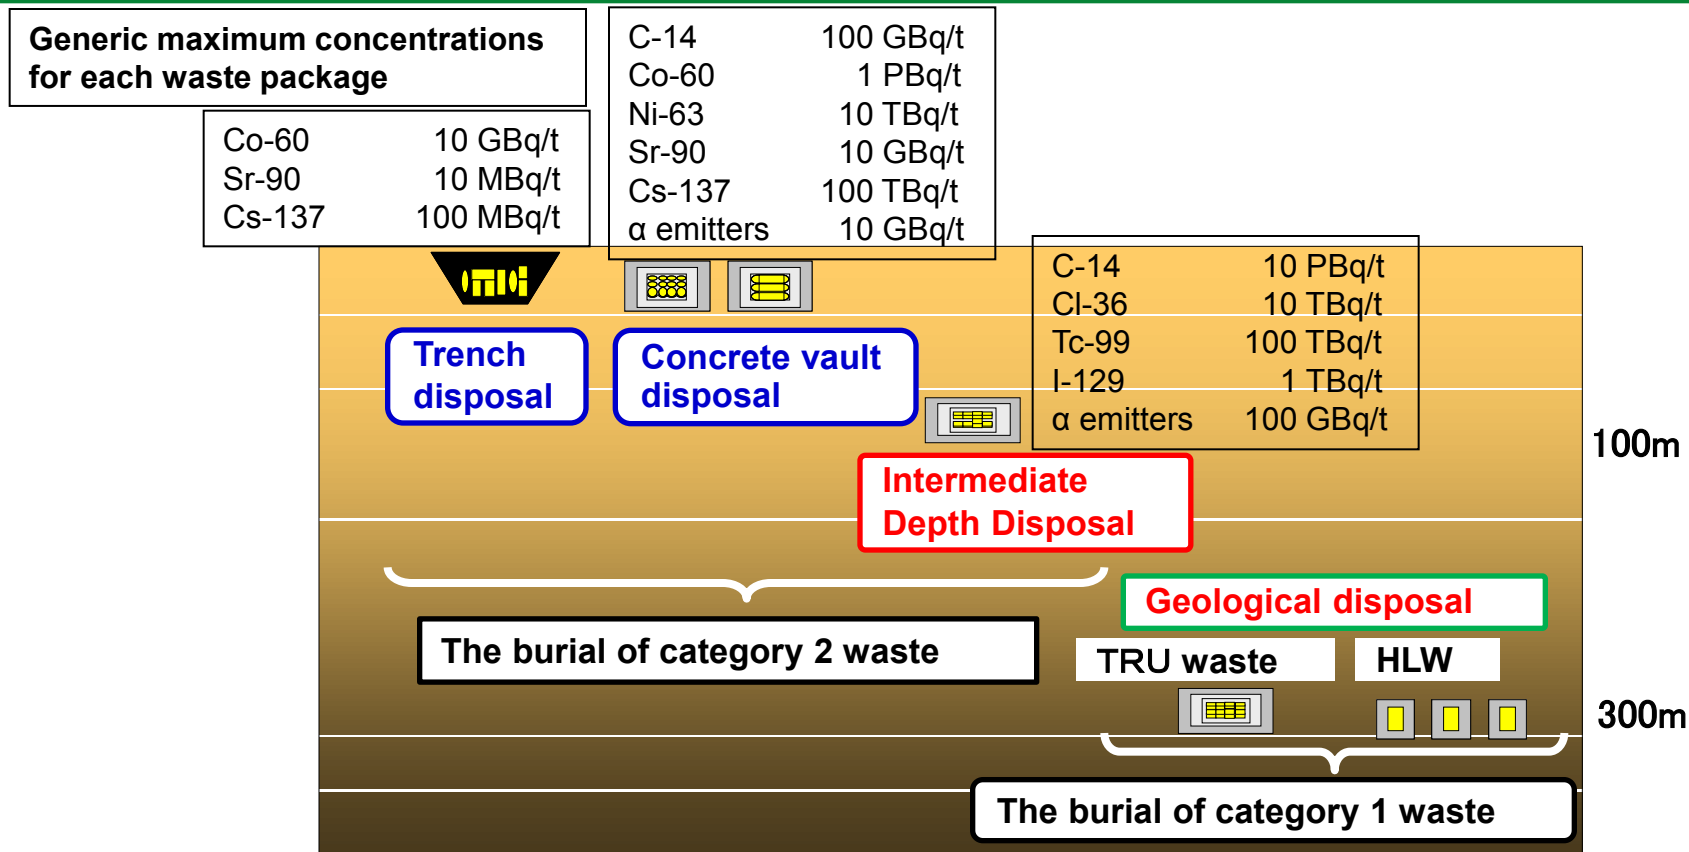 Generic maximum concentrations
for each waste package
Co-60 10 GBq/t
Sr-90 10 MBq/t
Cs-137 100 MBq/t
C-14 100 GBq/t
Co-60 1 PBq/t
Ni-63 10 TBq/t
Sr-90 10 GBq/t
Cs-137 100 TBq/t
α emitters 10 GBq/t
C-14 10 PBq/t
Cl-36 10 TBq/t
Tc-99 100 TBq/t
I-129 1 TBq/t
α emitters 100 GBq/t
Trench
disposal
Concrete vault
disposal
100m
Intermediate
Depth Disposal
Geological disposal
The burial of category 2 waste
TRU waste
HLW
300m
The burial of category 1 waste